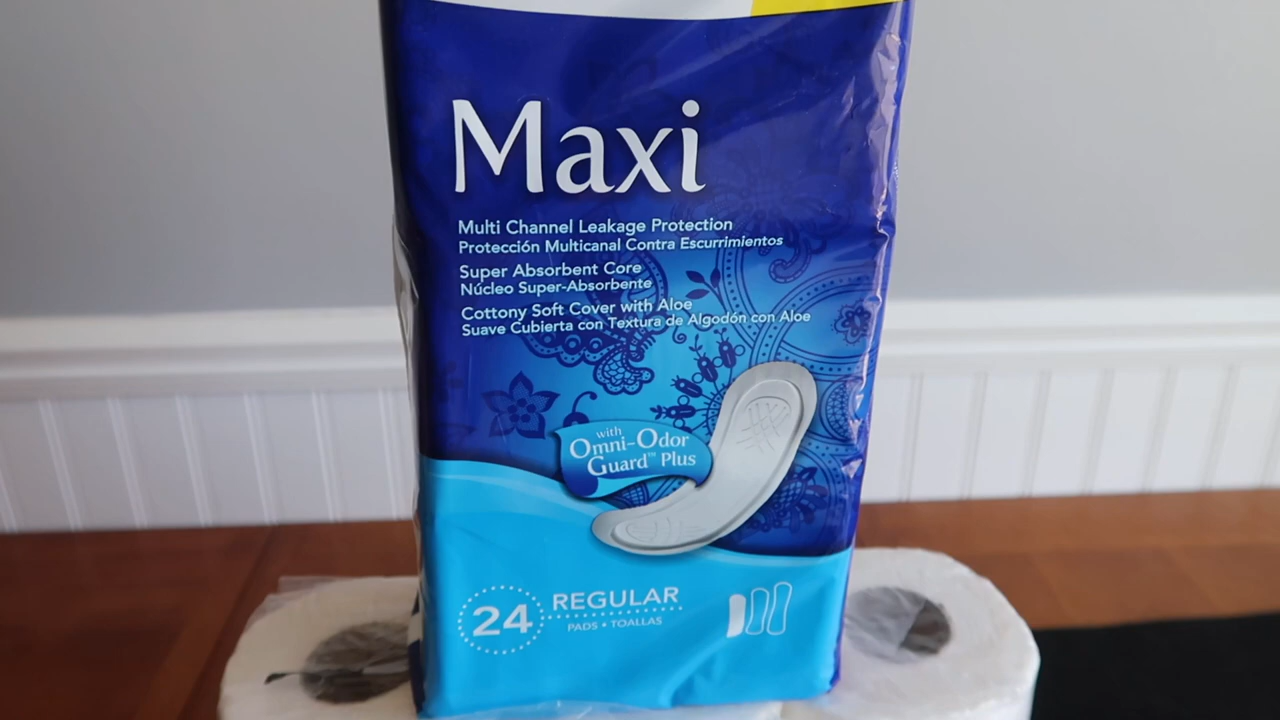 Maxi
Multi Channel Leakage Protection
Protección Multicanal Contra Escurrimientos
Super Absorbent Core
Núcleo Super-Absorbente
Cottony Soft Cover with Aloe
Suave Cubierta con Textura de Algodón con Aloe
with
Omni-Odor
Guard™ Plus
24 REGULAR
PADS • TOALLAS